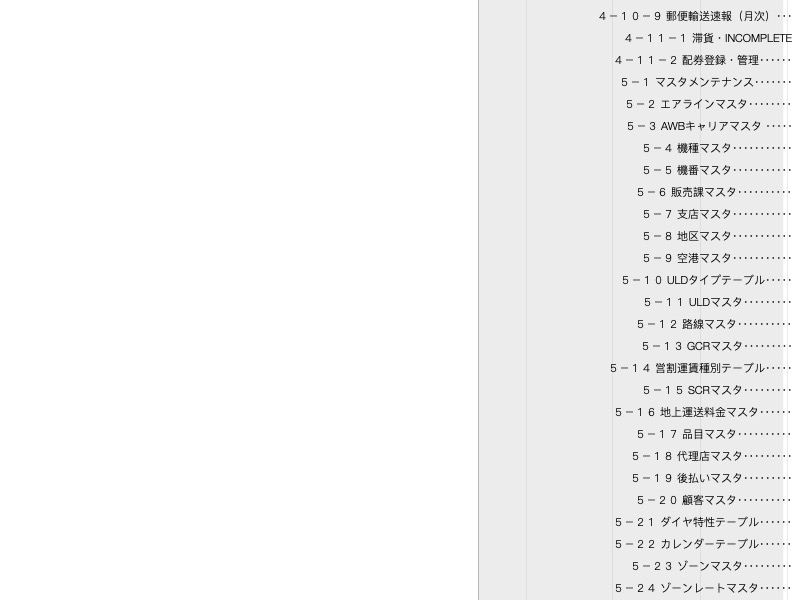 ４－１０－９ 郵便輸送速報（月次）･･･
４－１１－１ 滞貨・INCOMPLETE
４－１１－２ 配券登録・管理･･････
５－１ マスタメンテナンス･･･････
５－２ エアラインマスタ････････
５－３ AWBキャリアマスタ ･････
５－４ 機種マスタ･･････････
５－５ 機番マスタ･･････････
５－６ 販売課マスタ･････････
５－７ 支店マスタ･･････････
５－８ 地区マスタ･･････････
５－９ 空港マスタ･･････････
５－１０ ULDタイプテーブル･････
５－１１ ULDマスタ･････････
５－１２ 路線マスタ･････････
５－１３ GCRマスタ･････････
５－１４ 営割運賃種別テーブル･････
５－１５ SCRマスタ･････････
５－１６ 地上運送料金マスタ･･････
５－１７ 品目マスタ･････････
５－１８ 代理店マスタ････････
５－１９ 後払いマスタ････････
５－２０ 顧客マスタ･････････
５－２１ ダイヤ特性テーブル･･････
５－２２ カレンダーテーブル･･････
５－２３ ゾーンマスタ････････
５－２４ ゾーンレートマスタ･･････